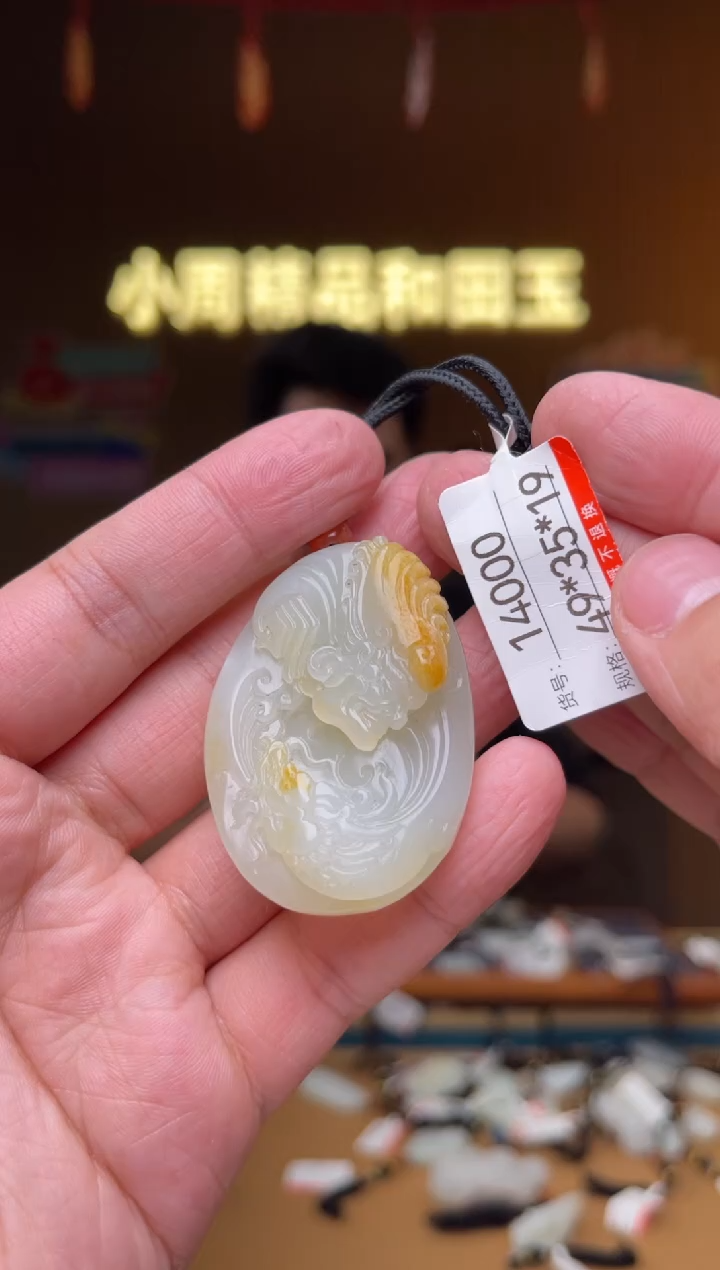 小周精品和田玉
货号: 14000
规格: 49*35*19
不退换